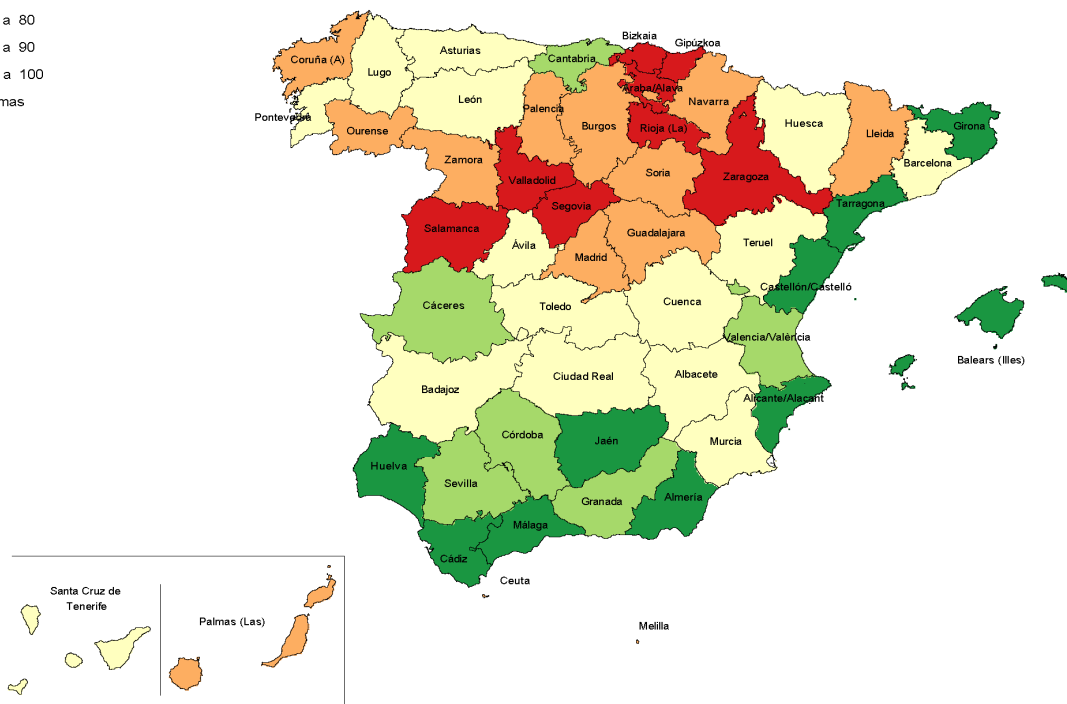 a 80
a 90
a 100
mas
Bizkaia
Gipúzkoa
Asturias
Cantabria
Coruña (A)
Lugo
Araba/Alava
León
Navarra
Palencia
Pontevedra
Huesca
Girona
Ourense
Burgos
Rioja (La)
Lleida
Zamora
Barcelona
Soria
Valladolid
Zaragoza
Segovia
Tarragona
Salamanca
Guadalajara
Ávila
Teruel
Madrid
Castellón/Castelló
Cáceres
Toledo
Cuenca
Valencia/València
Balears (Illes)
Ciudad Real
Albacete
Badajoz
Alicante/Alacant
Córdoba
Jaén
Murcia
Huelva
Sevilla
Almería
Granada
Málaga
Cádiz
Ceuta
Santa Cruz de
Tenerife
Palmas (Las)
Melilla